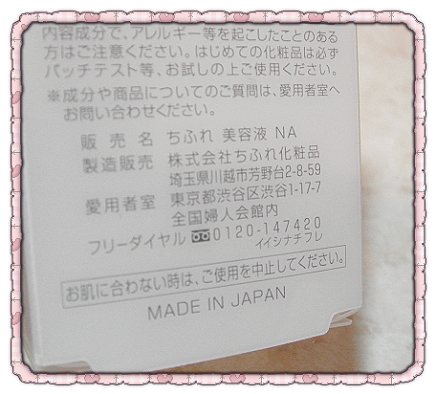 内容成分で、アレルギー等を起こしたことのある
方はご注意ください。はじめての化粧品は必ず
パッチテスト等、お試しの上ご使用ください。
※成分や商品についてのご質問は、愛用者室へ
お問い合わせください。
販売名 ちふれ 美容液 NA
製造販売 株式会社ちふれ化粧品
埼玉県川越市芳野台2-8-59
愛用者室 東京都渋谷区渋谷1-17-7
全国婦人会館内
フリーダイヤル 0120-147420
イイシナチフレ
お肌に合わない時は、ご使用を中止してください。
MADE IN JAPAN